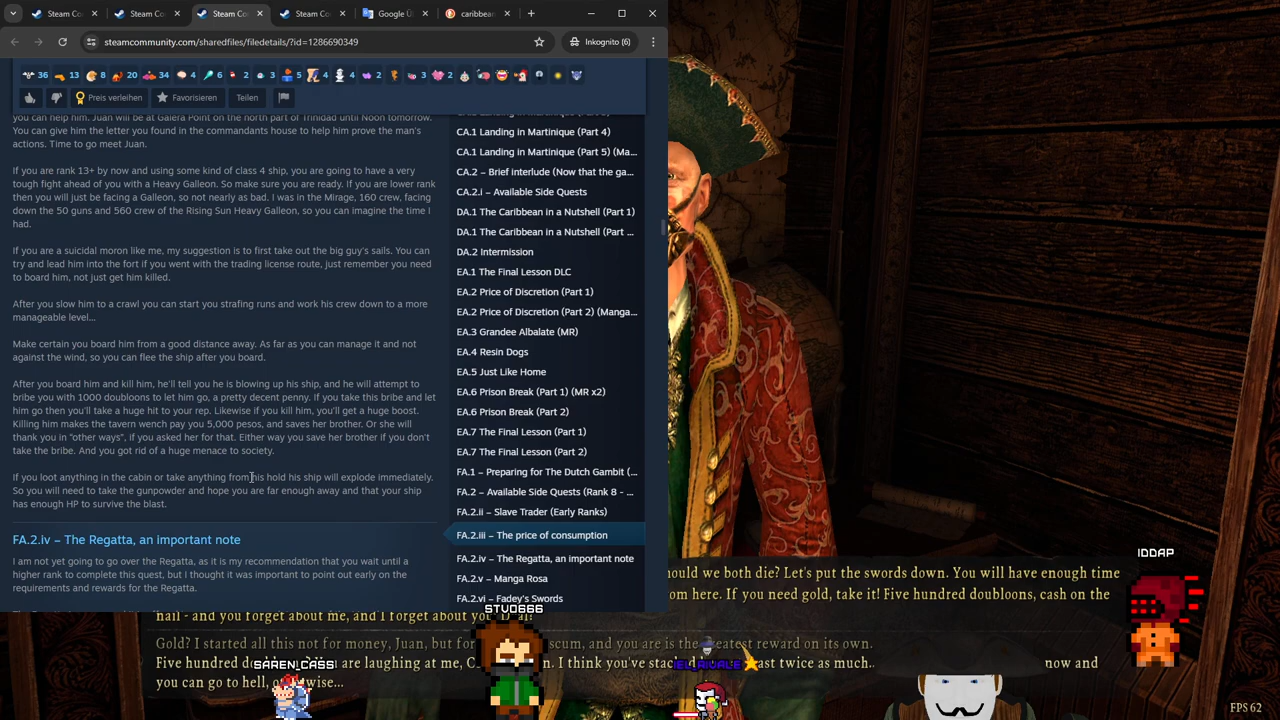 Steam Co
Steam Co
Steam Co
Steam Co
Google Ü
caribbean
steamcommunity.com/sharedfiles/filedetails/?id=1286690349
Inkognito (6)
36 13 8 20 34 4 6 2 3 5 4 4 2 3 2
Preis verleihen
Favorisieren
Teilen
you can help him. Juan will be at Galera Point on the north part of Trinidad until Noon tomorrow.
You can give him the letter you found in the commandants house to help him prove the man's
actions. Time to go meet Juan.
If you are rank 13+ by now and using some kind of class 4 ship, you are going to have a very
tough fight ahead of you with a Heavy Galleon. So make sure you are ready. If you are lower rank
then you will just be facing a Galleon, so not nearly as bad. I was in the Mirage, 160 crew, facing
down the 50 guns and 560 crew of the Rising Sun Heavy Galleon, so you can imagine the time I
had.
If you are a suicidal moron like me, my suggestion is to first take out the big guy's sails. You can
try and lead him into the fort if you went with the trading license route, just remember you need
to board him, not just get him killed.
After you slow him to a crawl you can start you strafing runs and work his crew down to a more
manageable level...
Make certain you board him from a good distance away. As far as you can manage it and not
against the wind, so you can flee the ship after you board.
After you board him and kill him, he'll tell you he is blowing up his ship, and he will attempt to
bribe you with 1000 doubloons to let him go, a pretty decent penny. If you take this bribe and let
him go then you'll take a huge hit to your rep. Likewise if you kill him, you'll get a huge boost.
Killing him makes the tavern wench pay you 5,000 pesos, and saves her brother. Or she will
thank you in "other ways", if you asked her for that. Either way you save her brother if you don't
take the bribe. And you got rid of a huge menace to society.
If you loot anything in the cabin or take anything from his hold his ship will explode immediately.
So you will need to take the gunpowder and hope you are far enough away and that your ship
has enough HP to survive the blast.
FA.2.iv – The Regatta, an important note
I am not yet going to go over the Regatta, as it is my recommendation that you wait until a
higher rank to complete this quest, but I thought it was important to point out early on the
requirements and rewards for the Regatta.
CA.1 Landing in Martinique (Part 4)
CA.1 Landing in Martinique (Part 5) (Ma...
CA.2 – Brief interlude (Now that the ga...
CA.2.i – Available Side Quests
DA.1 The Caribbean in a Nutshell (Part 1)
DA.1 The Caribbean in a Nutshell (Part ...
DA.2 Intermission
EA.1 The Final Lesson DLC
EA.2 Price of Discretion (Part 1)
EA.2 Price of Discretion (Part 2) (Manga...
EA.3 Grandee Albalate (MR)
EA.4 Resin Dogs
EA.5 Just Like Home
EA.6 Prison Break (Part 1) (MR x2)
EA.6 Prison Break (Part 2)
EA.7 The Final Lesson (Part 1)
EA.7 The Final Lesson (Part 2)
FA.1 – Preparing for The Dutch Gambit (...
FA.2 – Available Side Quests (Rank 8 - ...
FA.2.ii – Slave Trader (Early Ranks)
FA.2.iii – The price of consumption
FA.2.iv – The Regatta, an important note
FA.2.v – Manga Rosa
FA.2.vi – Fadey's Swords
hould we both die? Let's put the swords down. You will have enough time
om here. If you need gold, take it! Five hundred doubloons, cash on the
nail - and you forget about me, and I forget about you.
Gold? I started all this not for money, Juan, but for scum, and you are is the greatest reward on its own.
Five hundred do are laughing at me, I think you've stac ast twice as much.. now and
you can go to hell, wise...
IDDAP
STVO666
SAREN_CABS
FPS 62